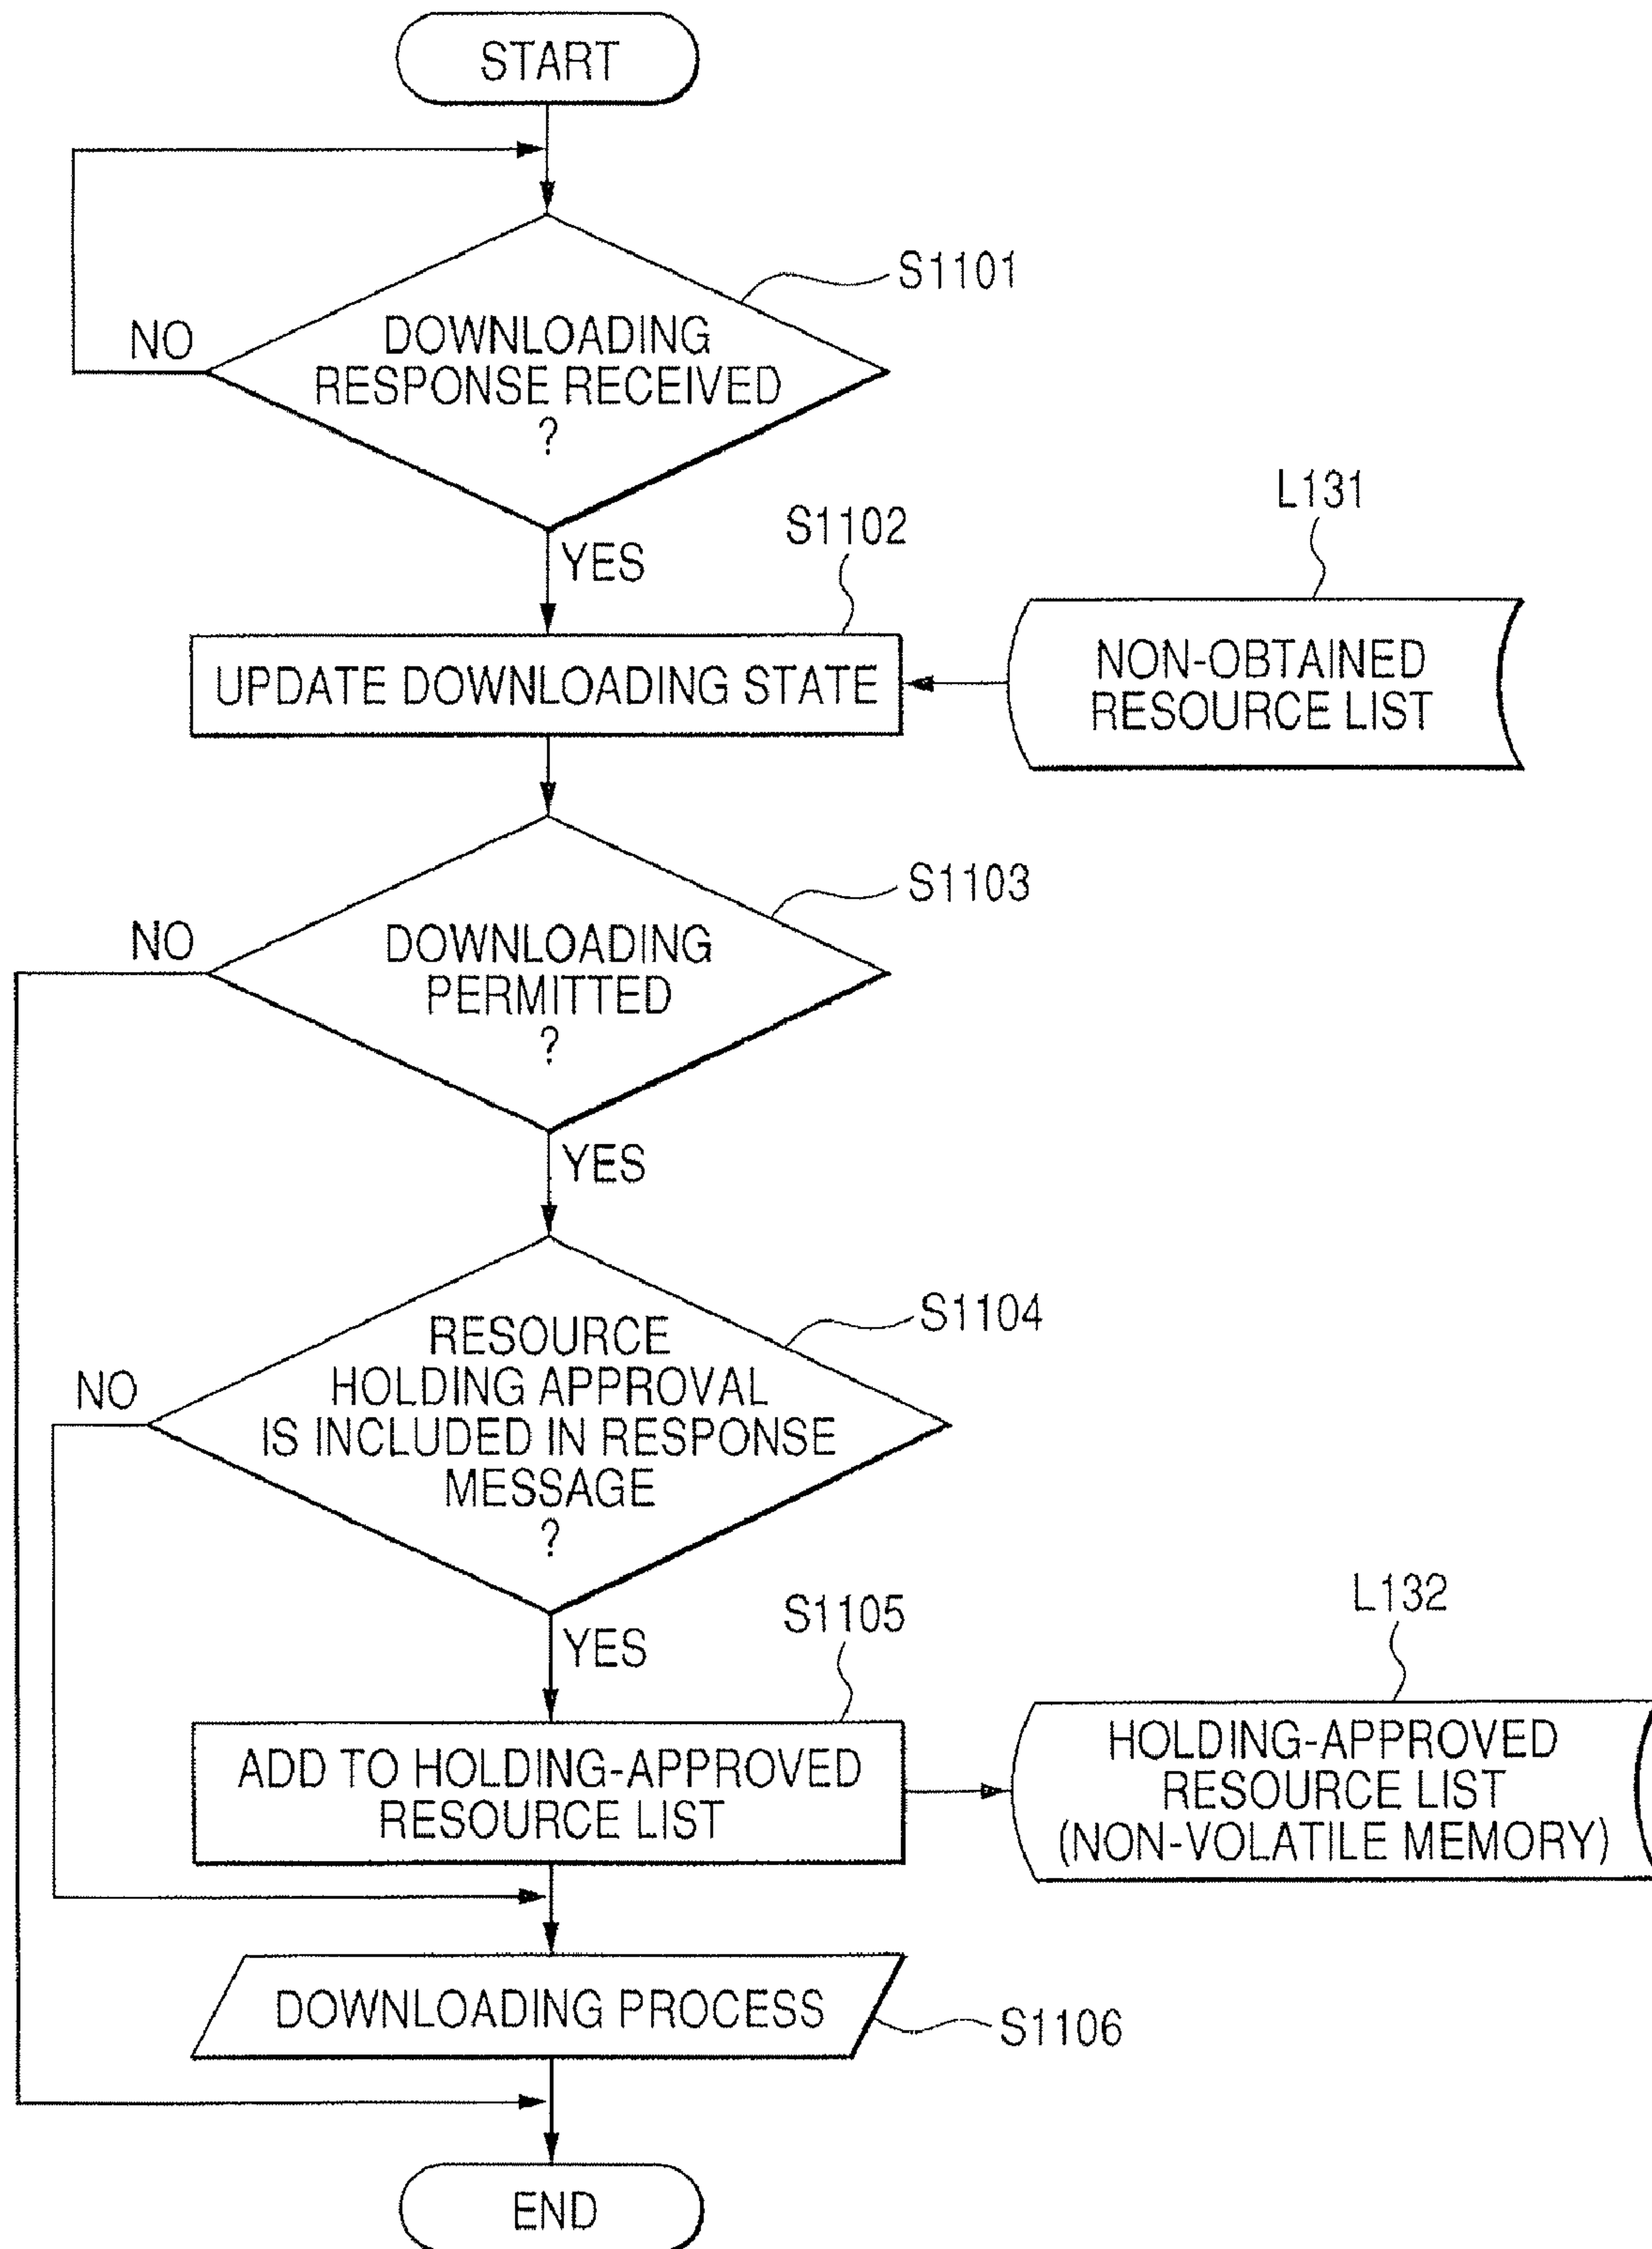 START
S1101
NO
DOWNLOADING
RESPONSE RECEIVED
?
YES
S1102
L131
UPDATE DOWNLOADING STATE
NON-OBTAINED
RESOURCE LIST
S1103
NO
DOWNLOADING
PERMITTED
?
YES
S1104
NO
RESOURCE
HOLDING APPROVAL
IS INCLUDED IN RESPONSE
MESSAGE
?
YES
S1105
L132
ADD TO HOLDING-APPROVED
RESOURCE LIST
HOLDING-APPROVED
RESOURCE LIST
(NON-VOLATILE MEMORY)
DOWNLOADING PROCESS
S1106
END